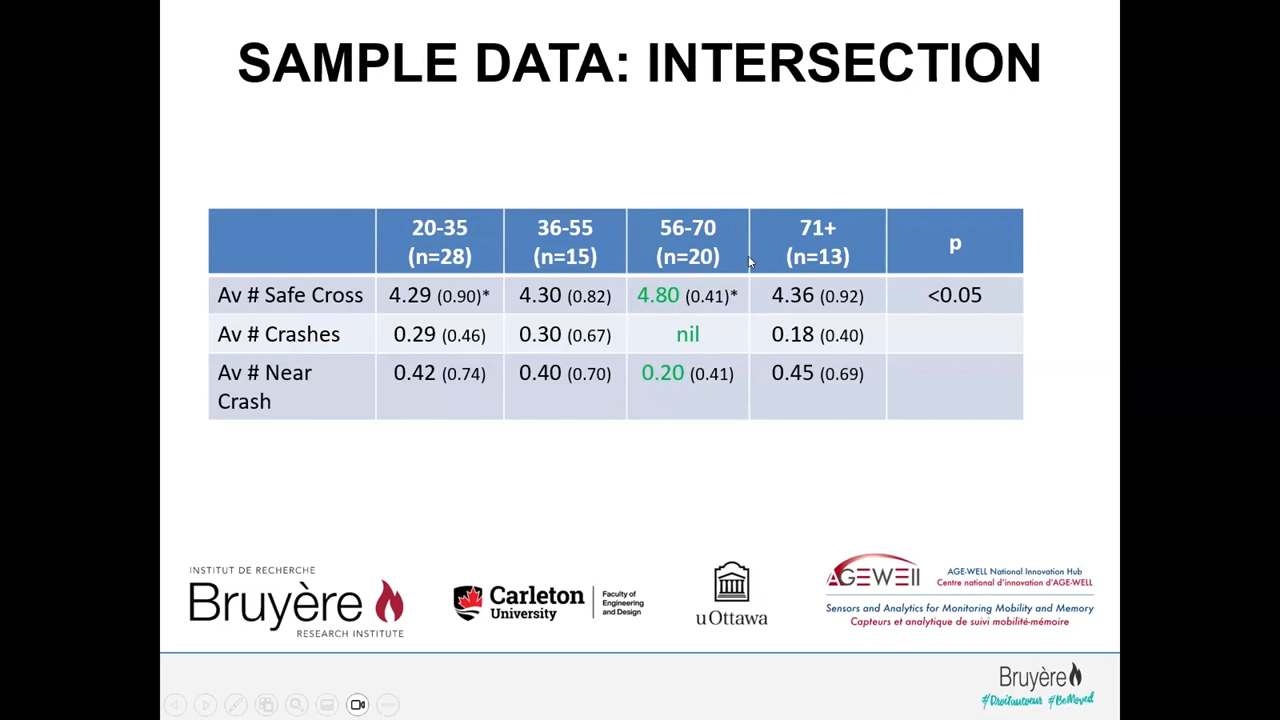 SAMPLE DATA: INTERSECTION
20-35 (n=28) 36-55 (n=15) 56-70 (n=20) 71+ (n=13) p
Av # Safe Cross 4.29 (0.90)* 4.30 (0.82) 4.80 (0.41)* 4.36 (0.92) <0.05
Av # Crashes 0.29 (0.46) 0.30 (0.67) nil 0.18 (0.40)
Av # Near Crash 0.42 (0.74) 0.40 (0.70) 0.20 (0.41) 0.45 (0.69)
INSTITUT DE RECHERCHE
Bruyère
RESEARCH INSTITUTE
Carleton
University
Faculty of
Engineering
and Design
uOttawa
AGEWELL
AGE-WELL National Innovation Hub
Centre national d'innovation d'AGE-WELL
Sensors and Analytics for Monitoring Mobility and Memory
Capteurs et analytique de suivi mobilité-mémoire
Bruyère
#Droitaucoeur #BeMoved